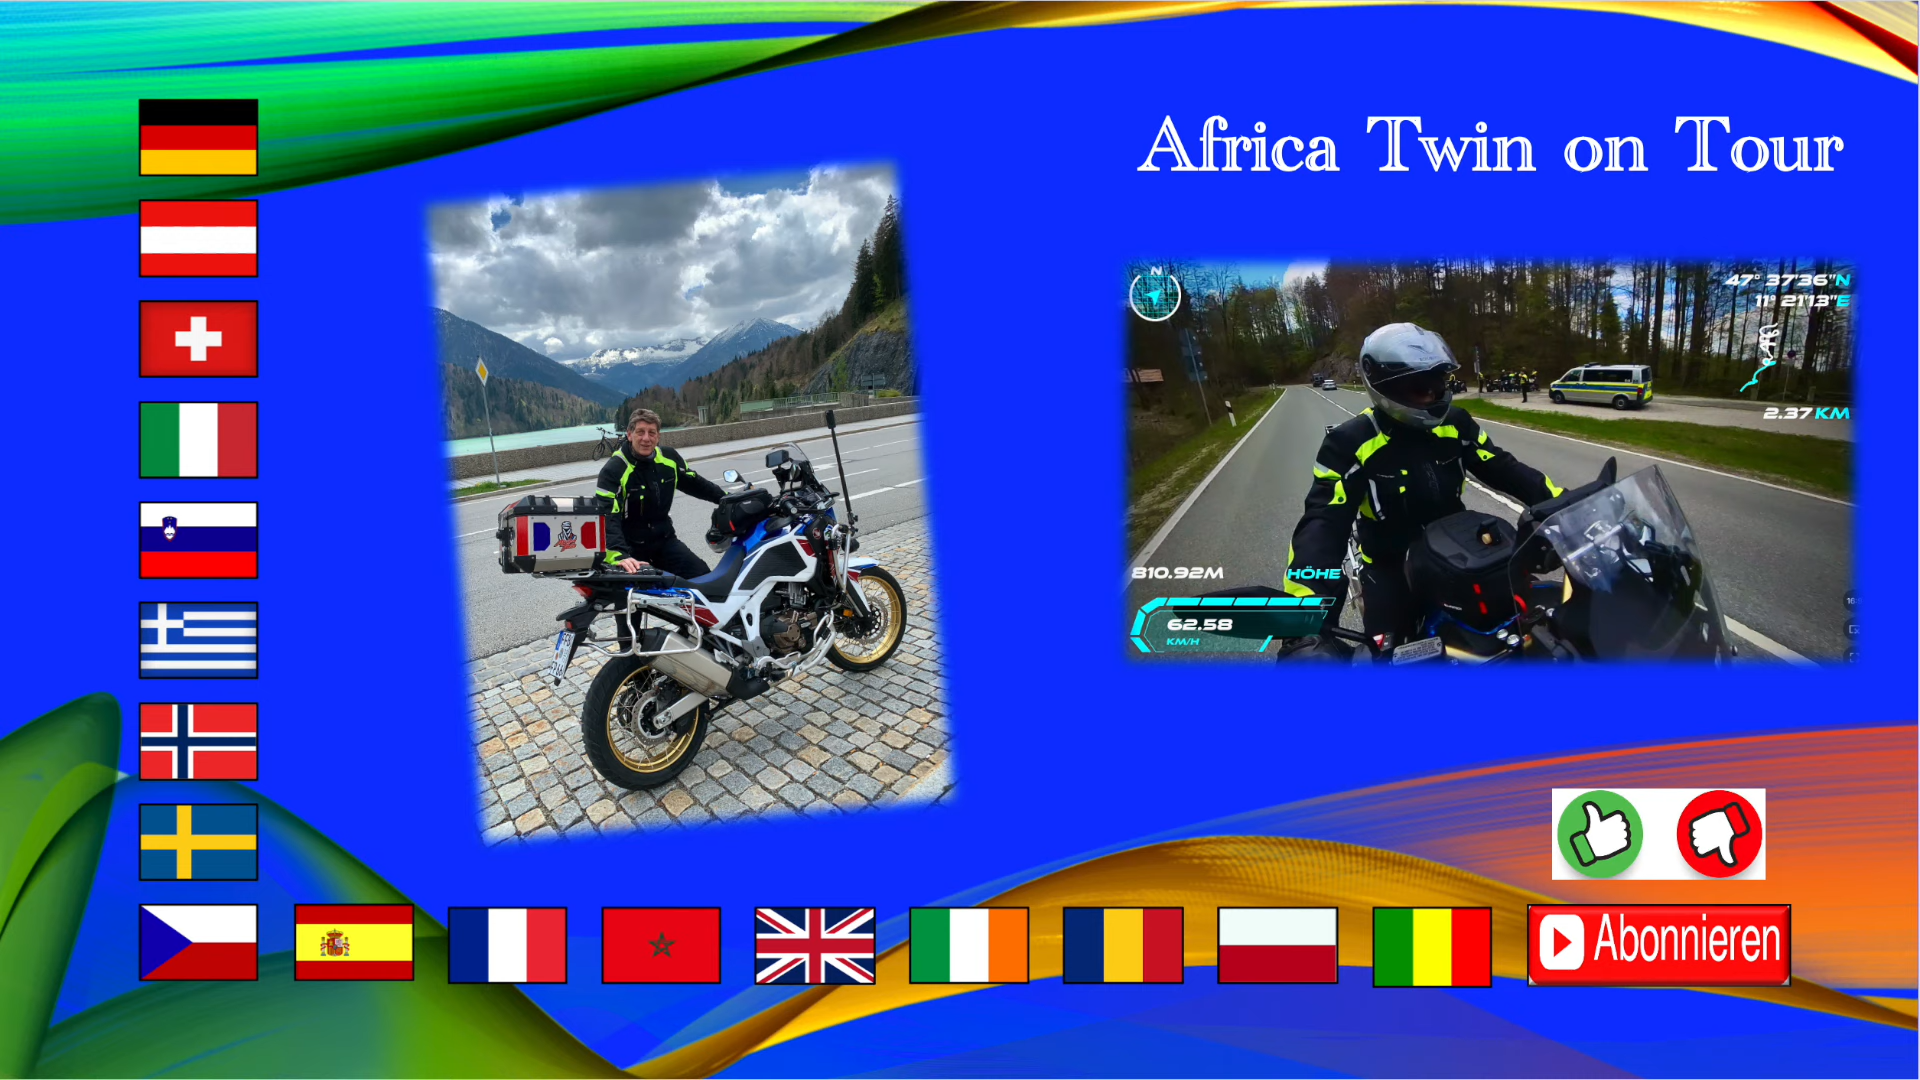 Africa Twin on Tour
N
47° 37'36"N
11° 21'13"E
2.37 KM
810.92M HÖHE
62.58
KM/H
Abonnieren